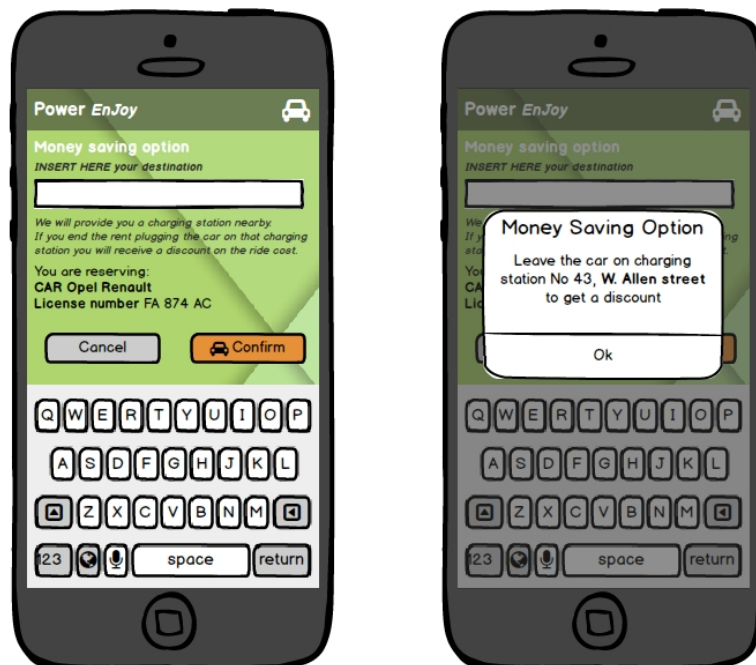 Power EnJoy
Money saving option
INSERT HERE your destination
We will provide you a charging station nearby.
If you end the rent plugging the car on that charging
station you will receive a discount on the ride cost.
You are reserving:
CAR Opel Renault
License number FA 874 AC
Cancel
Confirm
Q W E R T Y U I O P
A S D F G H J K L
Z X C V B N M
123 space return
Power EnJoy
Money saving option
INSERT HERE your destination
Money Saving Option
Leave the car on charging
station No 43, W. Allen street
to get a discount
Ok
Q W E R T Y U I O P
A S D F G H J K L
Z X C V B N M
123 space return